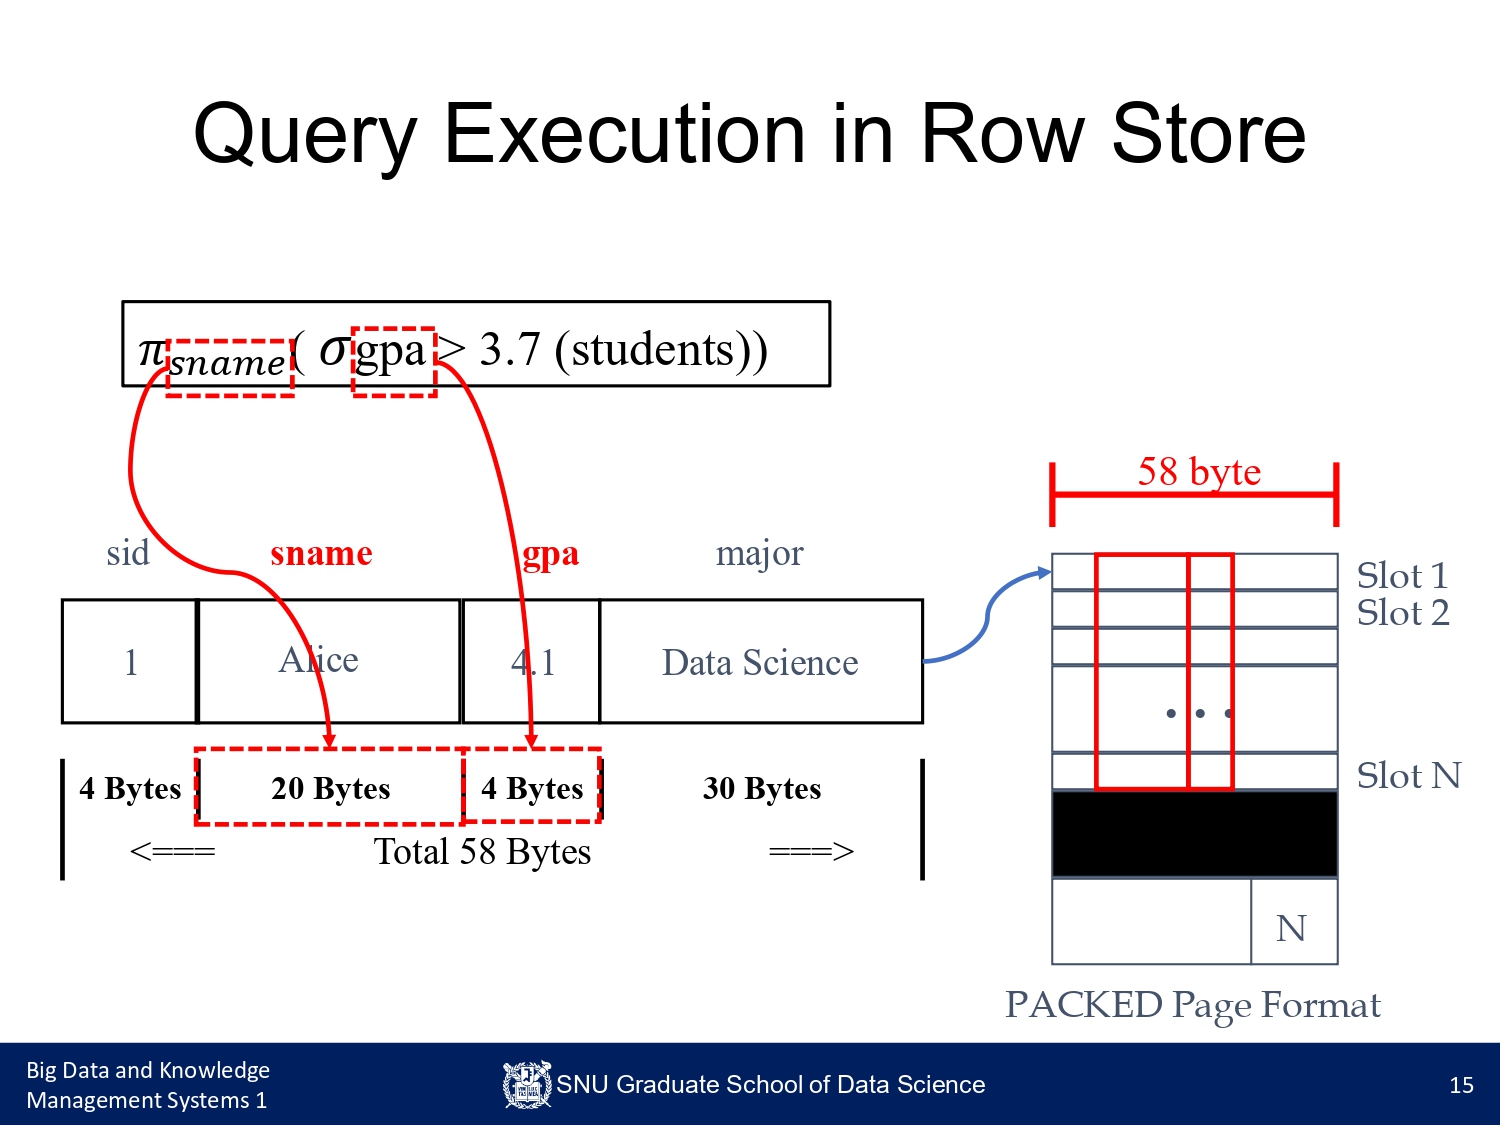 Query Execution in Row Store
π sname ( σ gpa > 3.7 (students))
58 byte
sid sname gpa major
1 Alice 4.1 Data Science
4 Bytes 20 Bytes 4 Bytes 30 Bytes
<=== Total 58 Bytes ===>
Slot 1
Slot 2
• • •
Slot N
N
PACKED Page Format
Big Data and Knowledge
Management Systems 1
SNU Graduate School of Data Science
15